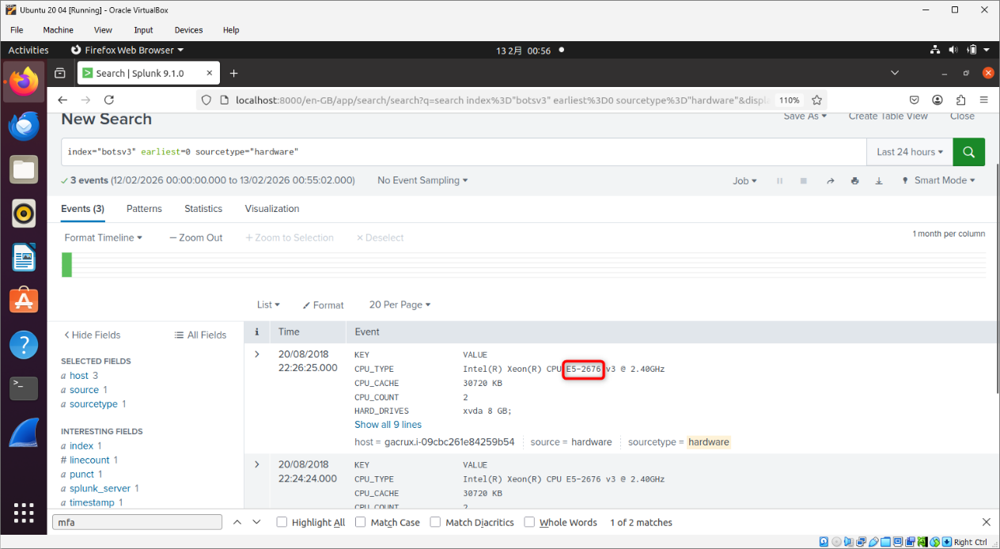 Ubuntu 20 04 [Running] - Oracle VirtualBox
File Machine View Input Devices Help
Activities Firefox Web Browser 13 2月 00:56
Search | Splunk 9.1.0
localhost:8000/en-GB/app/search/search?q=search index%3D"botsv3" earliest%3D0 sourcetype%3D"hardware"&displa 110%
New Search Save As Create Table View Close
index="botsv3" earliest=0 sourcetype="hardware" Last 24 hours
3 events (12/02/2026 00:00:00.000 to 13/02/2026 00:55:02.000) No Event Sampling Job Smart Mode
Events (3) Patterns Statistics Visualization
Format Timeline − Zoom Out + Zoom to Selection × Deselect 1 month per column
List Format 20 Per Page
Hide Fields All Fields i Time Event
SELECTED FIELDS
a host 3
a source 1
a sourcetype 1
INTERESTING FIELDS
a index 1
# linecount 1
a punct 1
a splunk_server 1
a timestamp 1
20/08/2018 22:26:25.000
KEY VALUE
CPU_TYPE Intel(R) Xeon(R) CPU E5-2676 v3 @ 2.40GHz
CPU_CACHE 30720 KB
CPU_COUNT 2
HARD_DRIVES xvda 8 GB;
Show all 9 lines
host = gacrux.i-09cbc261e84259b54 source = hardware sourcetype = hardware
20/08/2018 22:24:24.000
KEY VALUE
CPU_TYPE Intel(R) Xeon(R) CPU E5-2676 v3 @ 2.40GHz
CPU_CACHE 30720 KB
CPU_COUNT 2
mfa Highlight All Match Case Match Diacritics Whole Words 1 of 2 matches
Right Ctrl